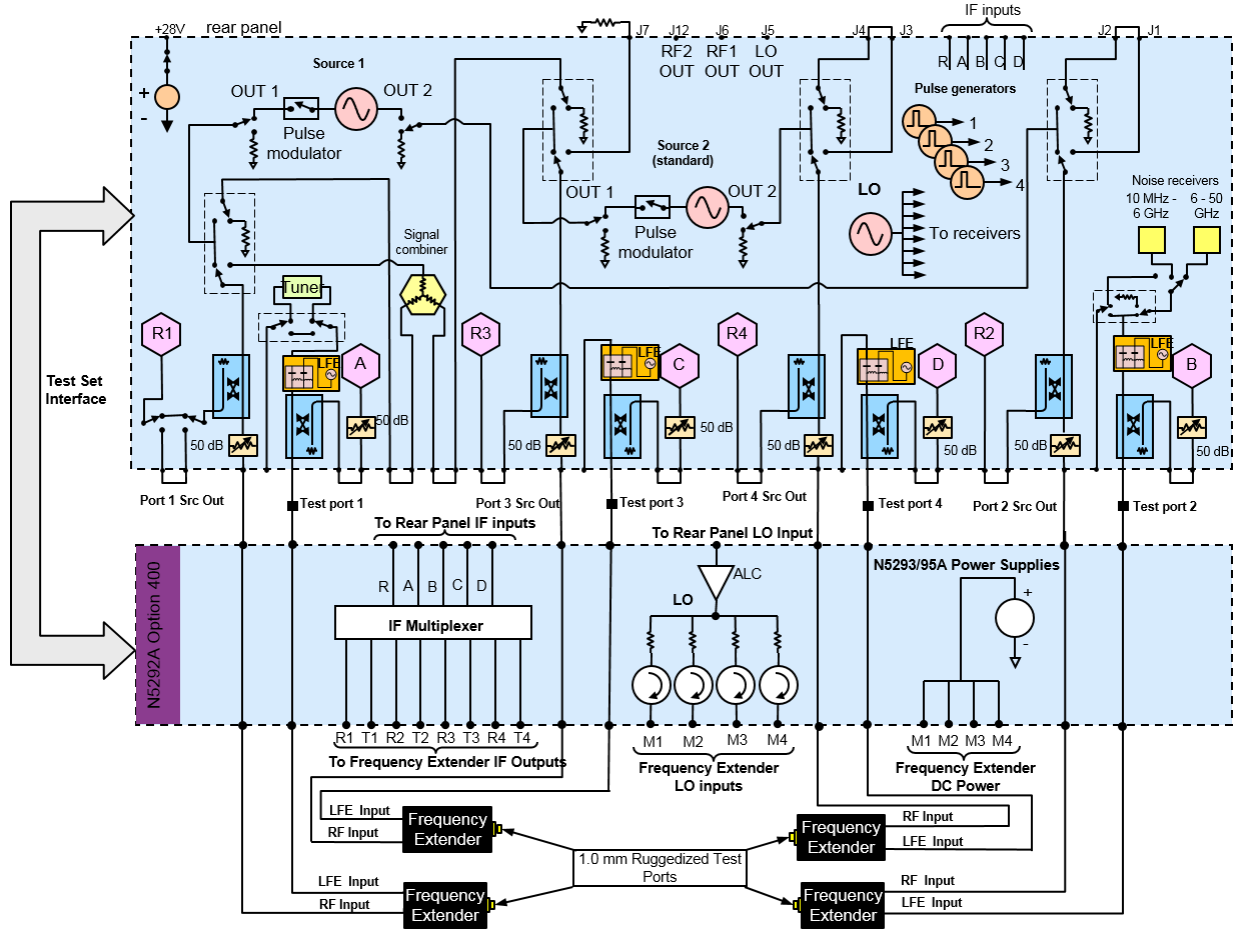 +28V
rear panel
J7
J12
J6
J5
J4
J3
IF inputs
J2
J1
RF2
OUT
RF1
OUT
LO
OUT
R
A
B
C
D
Source 1
+
-
OUT 1
OUT 2
Pulse
modulator
Pulse generators
1
2
3
4
Source 2
(standard)
OUT 1
OUT 2
Pulse
modulator
LO
To receivers
Noise receivers
10 MHz -
6 GHz
6 - 50
GHz
Signal
combiner
Tuner
Test Set
Interface
R1
LFE
A
R3
LFE
C
R4
LFE
D
R2
LFE
B
50 dB
50 dB
50 dB
50 dB
50 dB
50 dB
50 dB
50 dB
Port 1 Src Out
Test port 1
Port 3 Src Out
Test port 3
Port 4 Src Out
Test port 4
Port 2 Src Out
Test port 2
N5292A Option 400
To Rear Panel IF inputs
R
A
B
C
D
IF Multiplexer
R1
T1
R2
T2
R3
T3
R4
T4
To Frequency Extender IF Outputs
To Rear Panel LO Input
ALC
LO
M1
M2
M3
M4
Frequency Extender
LO inputs
N5293/95A Power Supplies
+
-
M1
M2
M3
M4
Frequency Extender
DC Power
LFE Input
RF Input
Frequency
Extender
Frequency
Extender
RF Input
LFE Input
1.0 mm Ruggedized Test
Ports
LFE Input
RF Input
Frequency
Extender
Frequency
Extender
RF Input
LFE Input